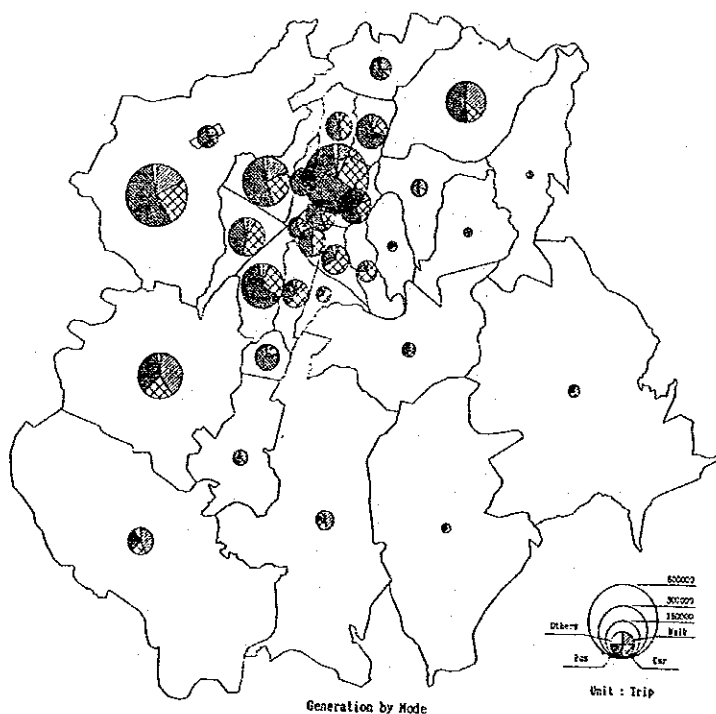 600000
300000
150000
Others
Walk
Bus
Car
Unit : Trip
Generation by Mode